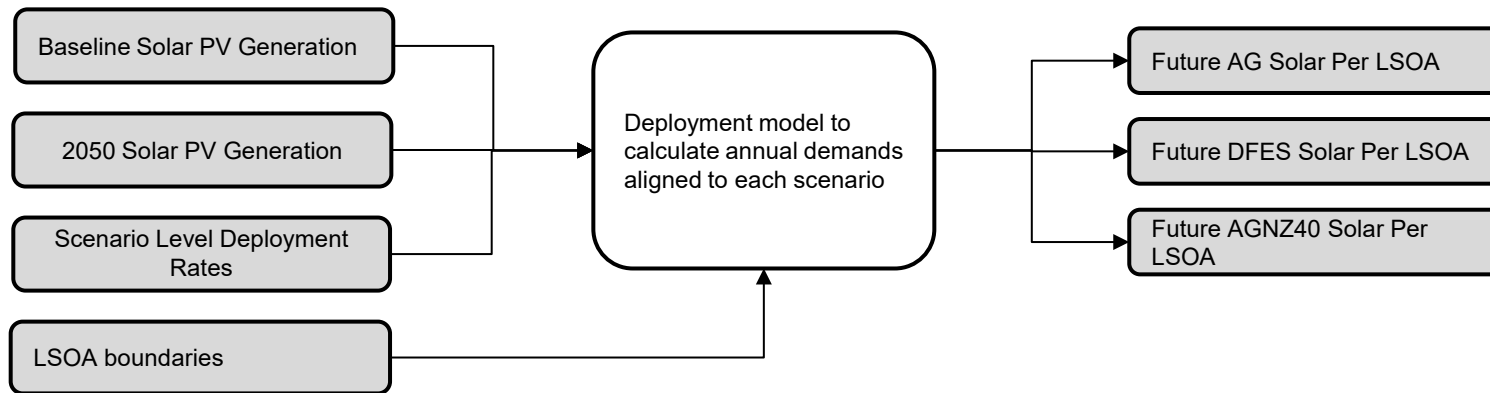 Baseline Solar PV Generation
2050 Solar PV Generation
Scenario Level Deployment
Rates
LSOA boundaries
Deployment model to
calculate annual demands
aligned to each scenario
Future AG Solar Per LSOA
Future DFES Solar Per LSOA
Future AGNZ40 Solar Per
LSOA